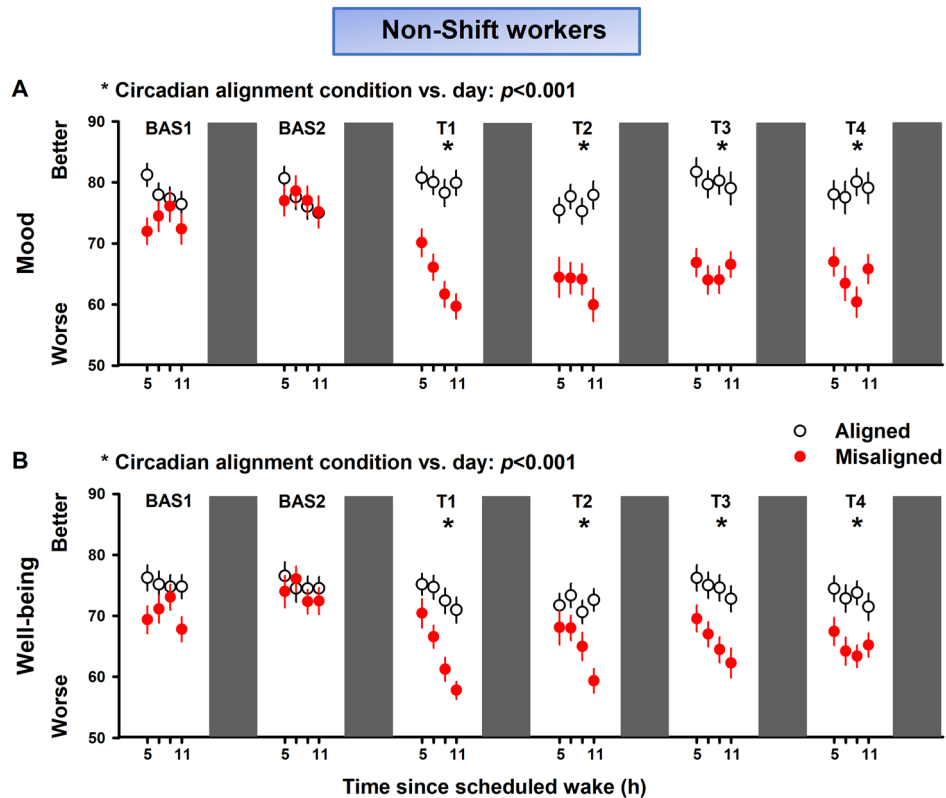 Non-Shift workers
A
* Circadian alignment condition vs. day: p<0.001
90
80
70
60
50
Better
Mood
Worse
BAS1
BAS2
T1
*
T2
*
T3
*
T4
*
5 11
5 11
5 11
5 11
5 11
5 11
Aligned
Misaligned
B
* Circadian alignment condition vs. day: p<0.001
90
80
70
60
50
Better
Well-being
Worse
BAS1
BAS2
T1
*
T2
*
T3
*
T4
*
5 11
5 11
5 11
5 11
5 11
5 11
Time since scheduled wake (h)